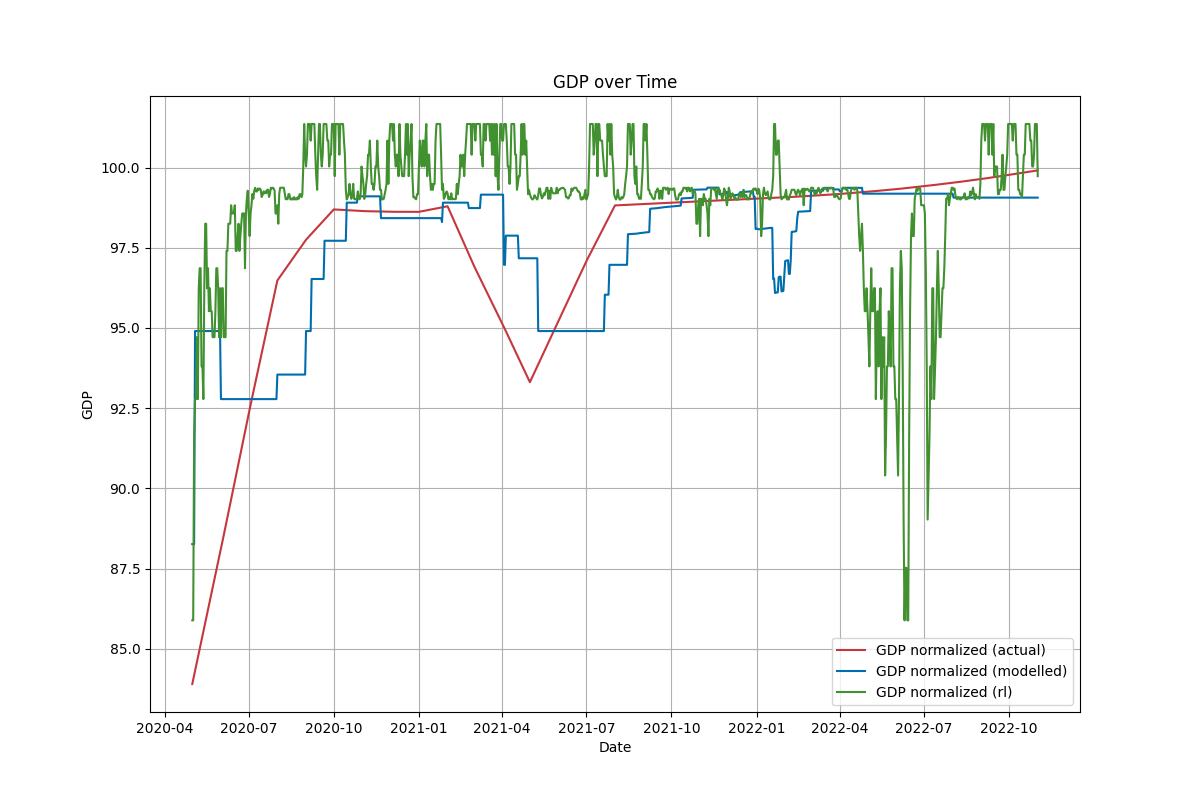 GDP over Time
100.0
97.5
95.0
92.5
90.0
87.5
85.0
GDP
GDP normalized (actual)
GDP normalized (modelled)
GDP normalized (rl)
2020-04 2020-07 2020-10 2021-01 2021-04 2021-07 2021-10 2022-01 2022-04 2022-07 2022-10
Date